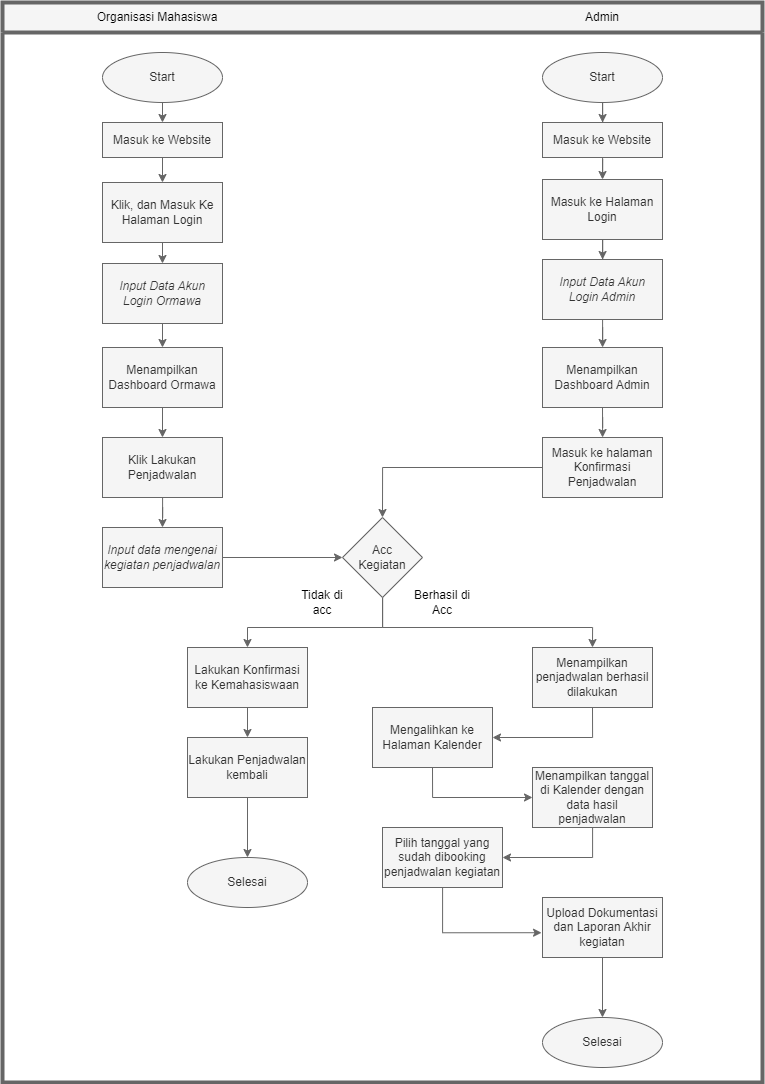 Organisasi Mahasiswa
Admin
Start
Start
Masuk ke Website
Masuk ke Website
Klik, dan Masuk Ke
Halaman Login
Masuk ke Halaman
Login
Input Data Akun
Login Ormawa
Input Data Akun
Login Admin
Menampilkan
Dashboard Ormawa
Menampilkan
Dashboard Admin
Klik Lakukan
Penjadwalan
Masuk ke halaman
Konfirmasi
Penjadwalan
Input data mengenai
kegiatan penjadwalan
Acc
Kegiatan
Tidak di
acc
Berhasil di
Acc
Lakukan Konfirmasi
ke Kemahasiswaan
Menampilkan
penjadwalan berhasil
dilakukan
Mengalihkan ke
Halaman Kalender
Lakukan Penjadwalan
kembali
Menampilkan tanggal
di Kalender dengan
data hasil
penjadwalan
Pilih tanggal yang
sudah dibooking
penjadwalan kegiatan
Selesai
Upload Dokumentasi
dan Laporan Akhir
kegiatan
Selesai